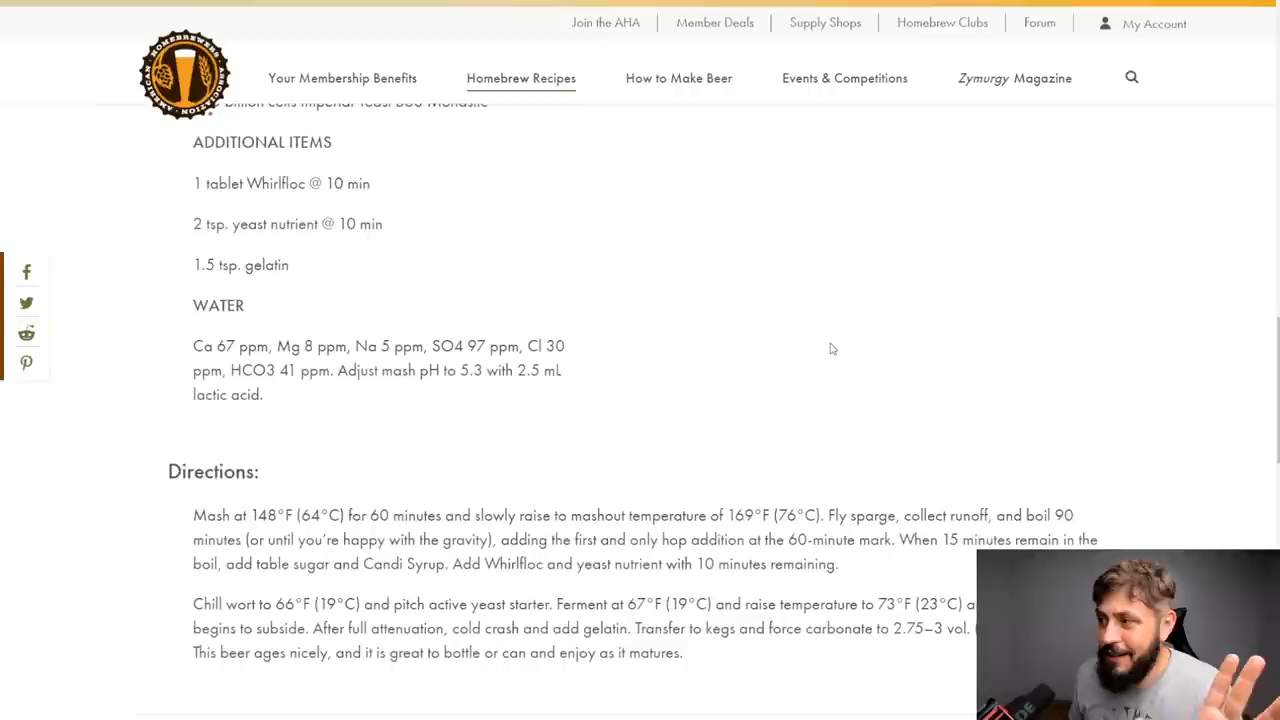 Join the AHA
Member Deals
Supply Shops
Homebrew Clubs
Forum
My Account
AMERICAN HOMEBREWERS ASSOCIATION
Your Membership Benefits
Homebrew Recipes
How to Make Beer
Events & Competitions
Zymurgy Magazine
billion cells Imperial Yeast Monastic
ADDITIONAL ITEMS
1 tablet Whirlfloc @ 10 min
2 tsp. yeast nutrient @ 10 min
1.5 tsp. gelatin
WATER
Ca 67 ppm, Mg 8 ppm, Na 5 ppm, SO4 97 ppm, Cl 30
ppm, HCO3 41 ppm. Adjust mash pH to 5.3 with 2.5 mL
lactic acid.
Directions:
Mash at 148°F (64°C) for 60 minutes and slowly raise to mashout temperature of 169°F (76°C). Fly sparge, collect runoff, and boil 90
minutes (or until you’re happy with the gravity), adding the first and only hop addition at the 60-minute mark. When 15 minutes remain in the
boil, add table sugar and Candi Syrup. Add Whirlfloc and yeast nutrient with 10 minutes remaining.
Chill wort to 66°F (19°C) and pitch active yeast starter. Ferment at 67°F (19°C) and raise temperature to 73°F (23°C)
begins to subside. After full attenuation, cold crash and add gelatin. Transfer to kegs and force carbonate to 2.75–3 vol.
This beer ages nicely, and it is great to bottle or can and enjoy as it matures.